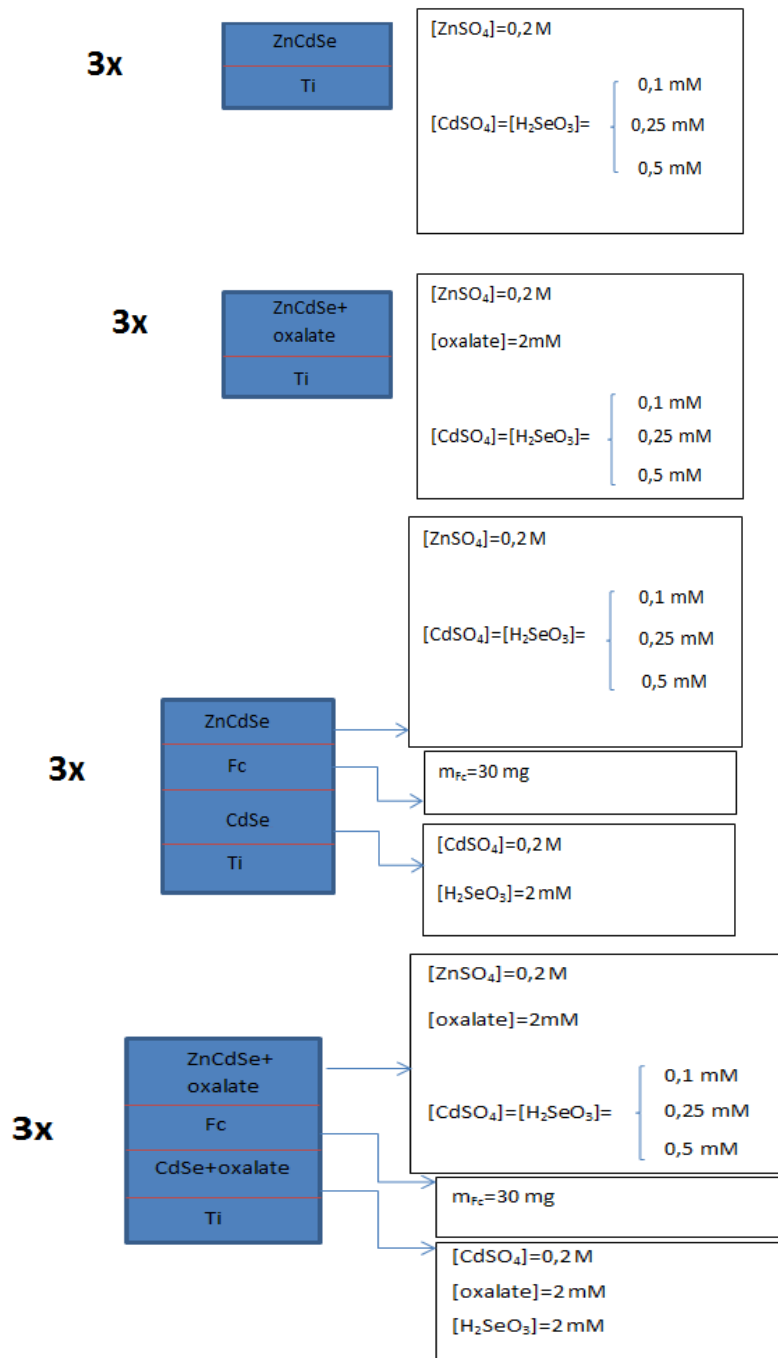 3x
ZnCdSe
Ti
[ZnSO₄]=0,2 M
[CdSO₄]=[H₂SeO₃]=
0,1 mM
0,25 mM
0,5 mM
3x
ZnCdSe+
oxalate
Ti
[ZnSO₄]=0,2 M
[oxalate]=2mM
[CdSO₄]=[H₂SeO₃]=
0,1 mM
0,25 mM
0,5 mM
3x
ZnCdSe
Fc
CdSe
Ti
[ZnSO₄]=0,2 M
[CdSO₄]=[H₂SeO₃]=
0,1 mM
0,25 mM
0,5 mM
m_Fc=30 mg
[CdSO₄]=0,2 M
[H₂SeO₃]=2 mM
3x
ZnCdSe+
oxalate
Fc
CdSe+oxalate
Ti
[ZnSO₄]=0,2 M
[oxalate]=2mM
[CdSO₄]=[H₂SeO₃]=
0,1 mM
0,25 mM
0,5 mM
m_Fc=30 mg
[CdSO₄]=0,2 M
[oxalate]=2 mM
[H₂SeO₃]=2 mM